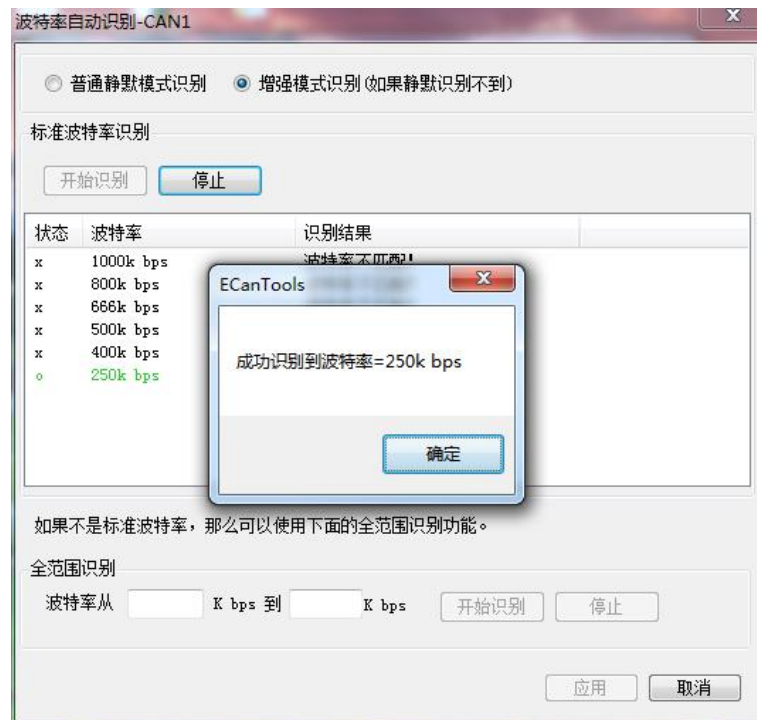 波特率自动识别-CAN1
普通静默模式识别 增强模式识别(如果静默识别不到)
标准波特率识别
开始识别 停止
状态 波特率 识别结果
x 1000k bps 波特率不匹配!
x 800k bps
x 666k bps
x 500k bps
x 400k bps
o 250k bps
ECanTools
成功识别到波特率=250k bps
确定
如果不是标准波特率，那么可以使用下面的全范围识别功能。
全范围识别
波特率从 K bps 到 K bps 开始识别 停止
应用 取消